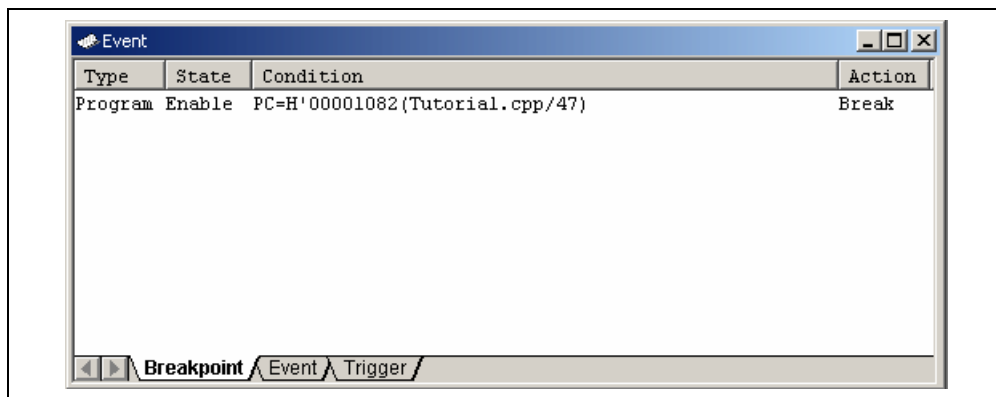 Event
Type State Condition Action
Program Enable PC=H'00001082(Tutorial.cpp/47) Break
Breakpoint Event Trigger